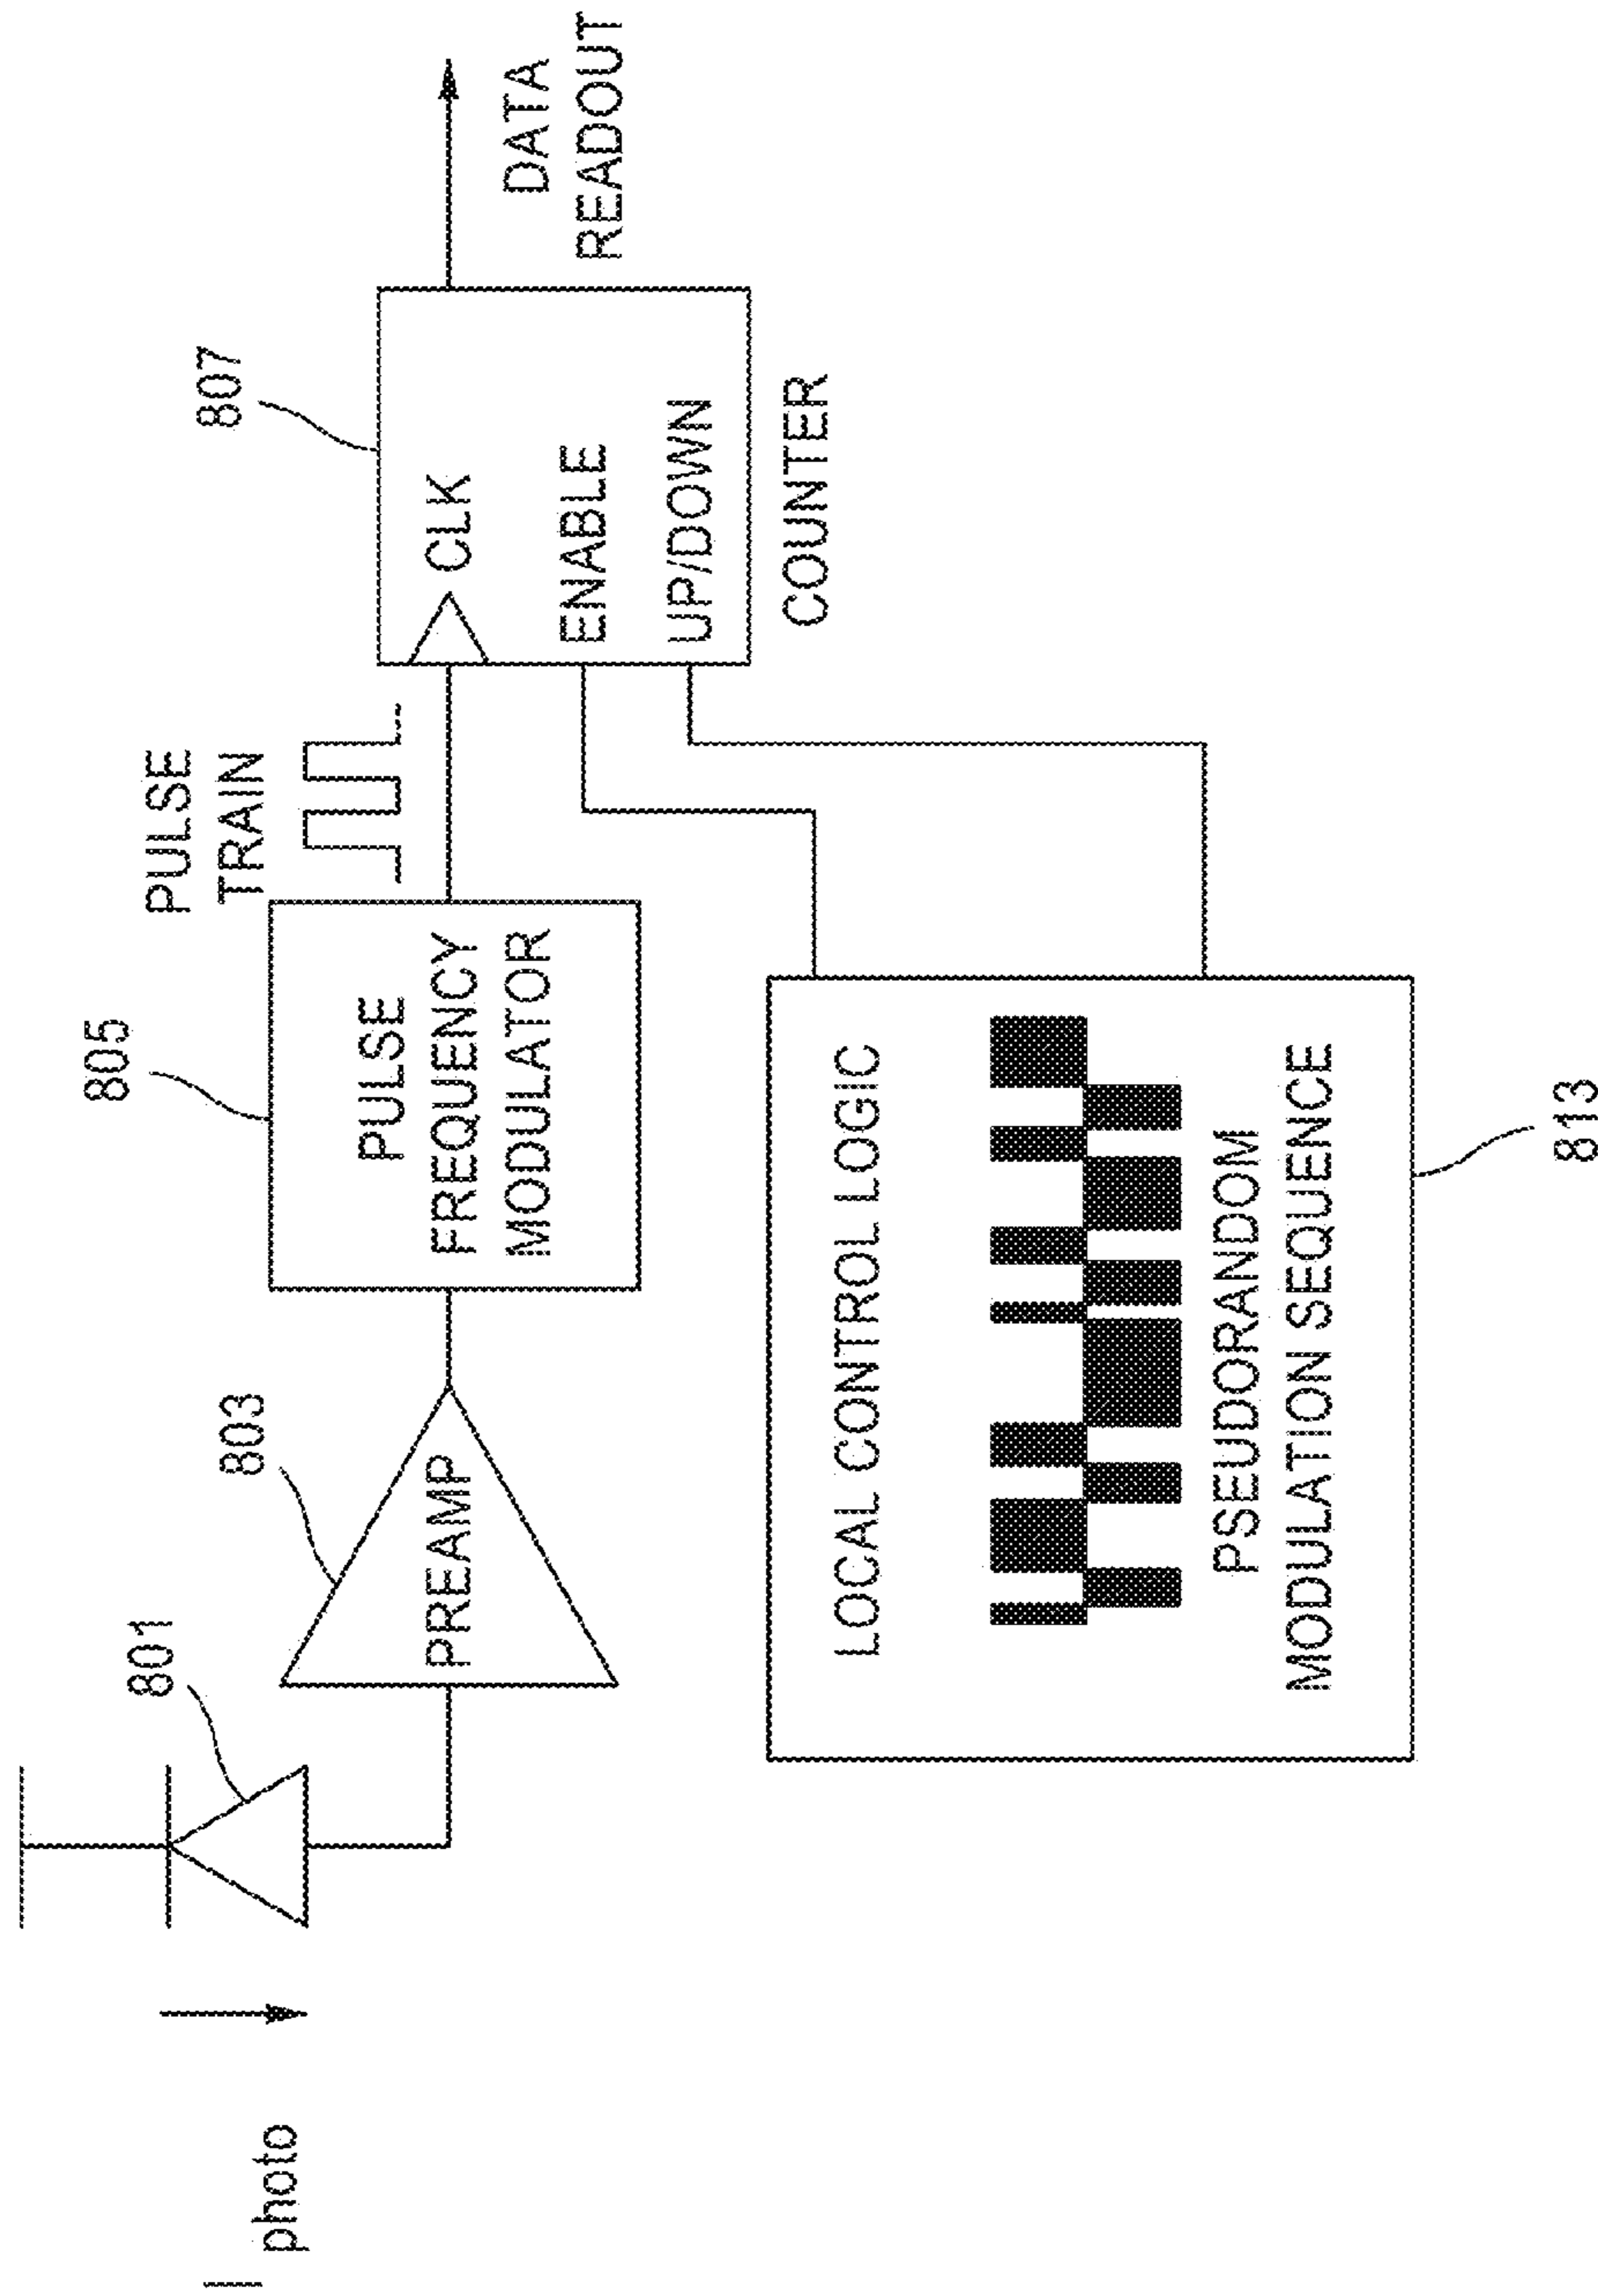 I photo
801
803
PREAMP
805
PULSE
FREQUENCY
MODULATOR
PULSE
TRAIN
807
CLK
ENABLE
UP/DOWN
COUNTER
DATA
READOUT
LOCAL CONTROL LOGIC
PSEUDORANDOM
MODULATION SEQUENCE
813